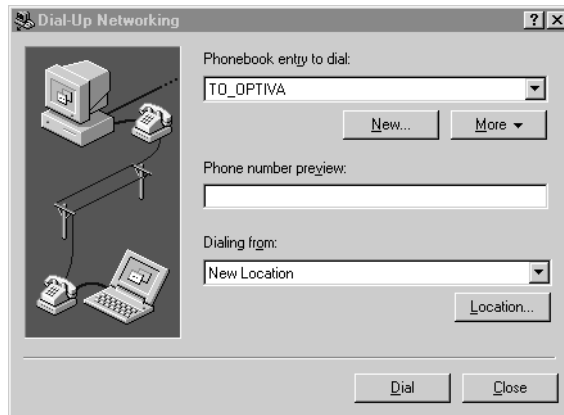 Dial-Up Networking
Phonebook entry to dial:
TO_OPTIVA
New...
More
Phone number preview:
Dialing from:
New Location
Location...
Dial
Close